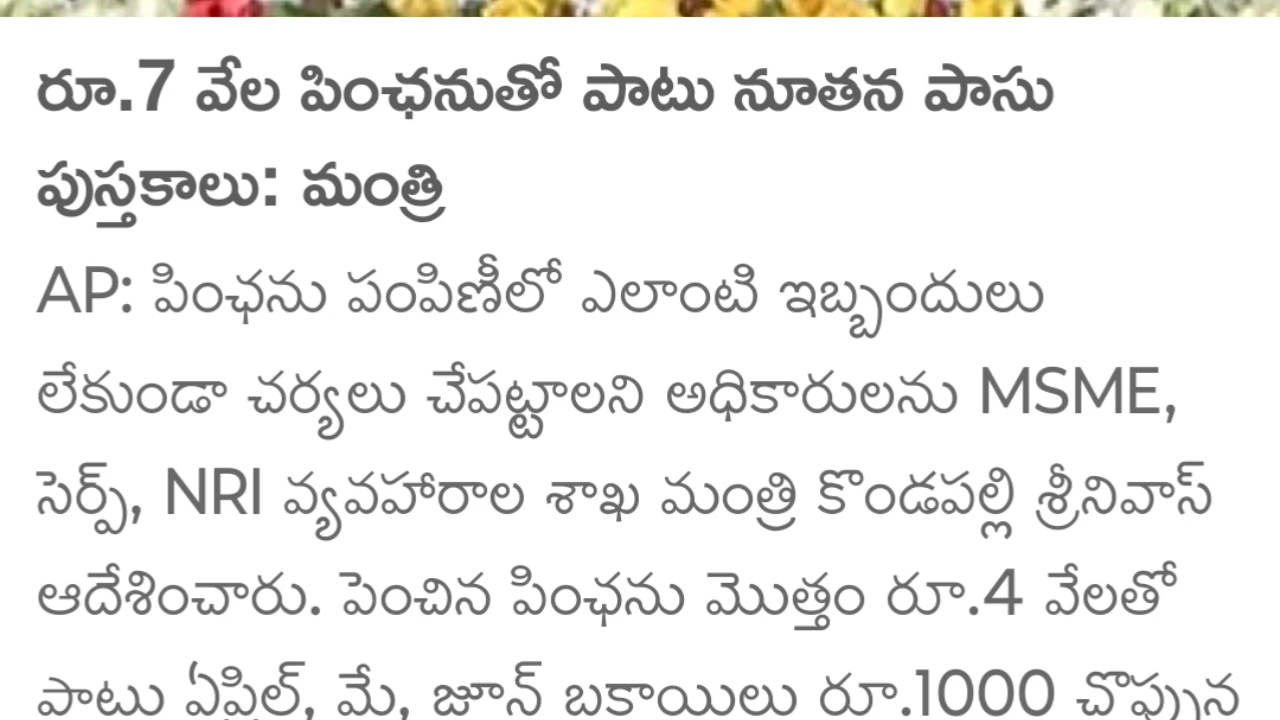 రూ.7 వేల పింఛనుతో పాటు నూతన పాసు
పుస్తకాలు: మంత్రి
AP: పింఛను పంపిణీలో ఎలాంటి ఇబ్బందులు
లేకుండా చర్యలు చేపట్టాలని అధికారులను MSME,
సెర్ప్, NRI వ్యవహారాల శాఖ మంత్రి కొండపల్లి శ్రీనివాస్
ఆదేశించారు. పెంచిన పింఛను మొత్తం రూ.4 వేలతో
పాటు ఏప్రిల్, మే, జూన్ బకాయిలు రూ.1000 చొప్పున